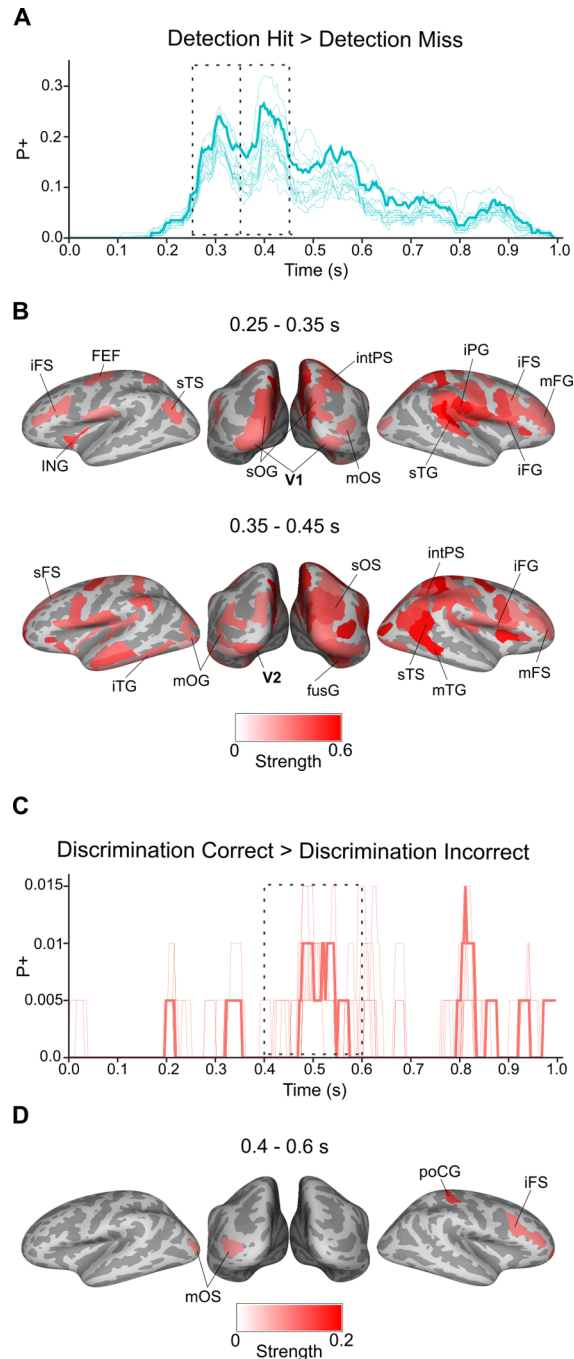 A
Detection Hit > Detection Miss
P+
0.3
0.2
0.1
0.0
0.0 0.1 0.2 0.3 0.4 0.5 0.6 0.7 0.8 0.9 1.0
Time (s)
B
0.25 - 0.35 s
iFS FEF sTS ING
sOG V1 intPS mOS
iPG iFS mFG sTG iFG
0.35 - 0.45 s
sFS iTG mOG
V2 sOS fusG
intPS iFG sTS mTG mFS
0 0.6
Strength
C
Discrimination Correct > Discrimination Incorrect
P+
0.015
0.01
0.005
0.0
0.0 0.1 0.2 0.3 0.4 0.5 0.6 0.7 0.8 0.9 1.0
Time (s)
D
0.4 - 0.6 s
poCG iFS
mOS
0 0.2
Strength